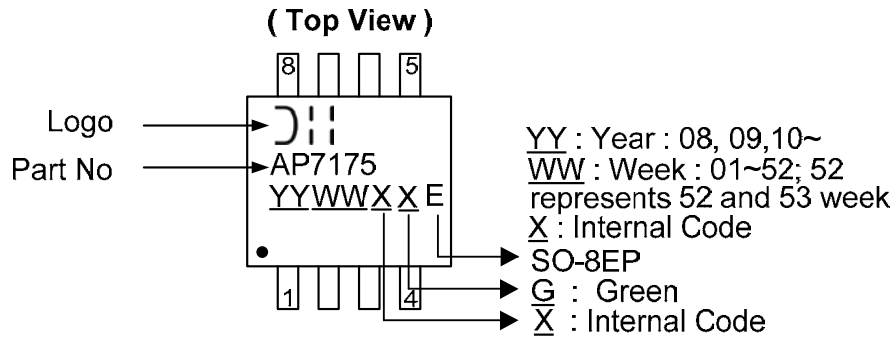 ( Top View )
8 5
Logo
Part No
AP7175
YYWWX X E
1 4
YY : Year : 08, 09,10~
WW : Week : 01~52; 52
represents 52 and 53 week
X : Internal Code
SO-8EP
G : Green
X : Internal Code